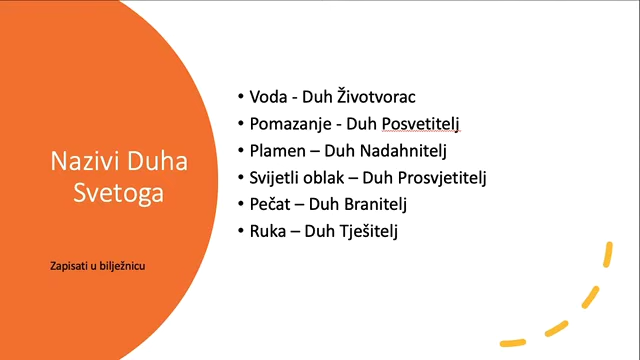 Nazivi Duha
Svetoga
Zapisati u bilježnicu
• Voda - Duh Životvorac
• Pomazanje - Duh Posvetitelj
• Plamen – Duh Nadahnitelj
• Svijetli oblak – Duh Prosvjetitelj
• Pečat – Duh Branitelj
• Ruka – Duh Tješitelj